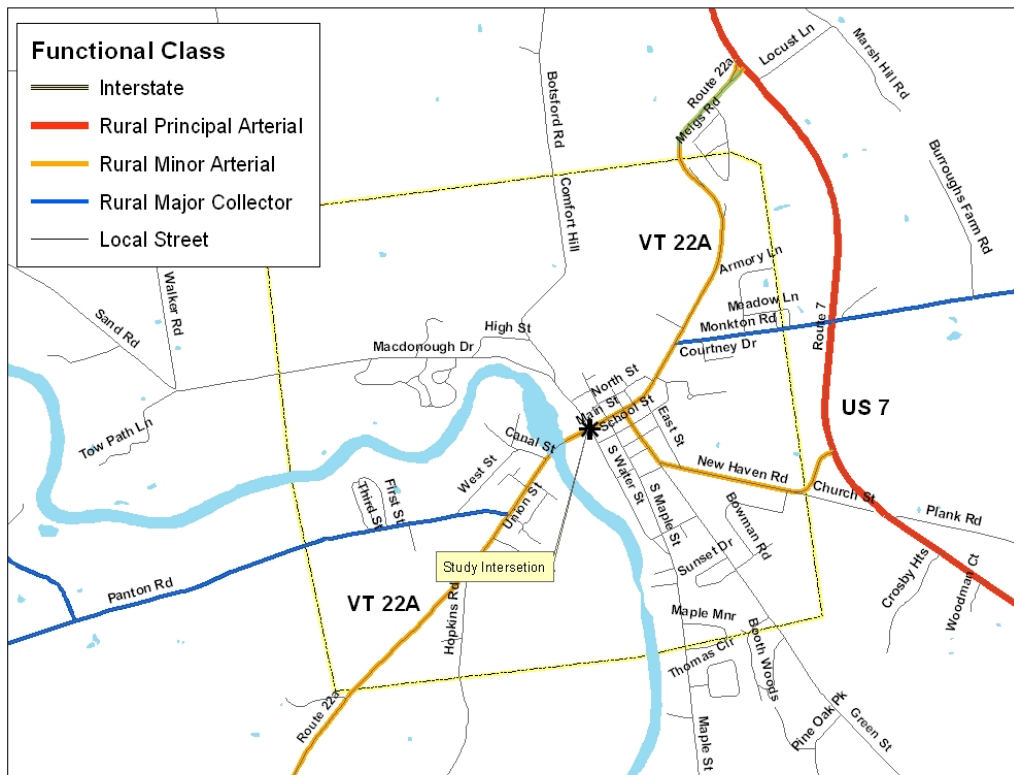 Functional Class
Interstate
Rural Principal Arterial
Rural Minor Arterial
Rural Major Collector
Local Street
Botsford Rd
Comfort Hill
Route 22a
Meigs Rd
Locust Ln
Marsh Hill Rd
Burroughs Farm Rd
VT 22A
Armory Ln
Meadow Ln
Monkton Rd
Courtney Dr
Route 7
US 7
Walker Rd
Sand Rd
High St
Macdonough Dr
North St
Main St
School St
East St
Tow Path Ln
Canal St
West St
Union St
S Water St
S Maple St
New Haven Rd
Church St
Plank Rd
Third St
First St
Bowman Rd
Sunset Dr
Study Intersetion
Crosby Hts
Woodman Ct
Panton Rd
VT 22A
Hopkins Rd
Maple Mnr
Thomas Cir
Booth Woods
Route 22a
Maple St
Pine Oak Pk
Green St